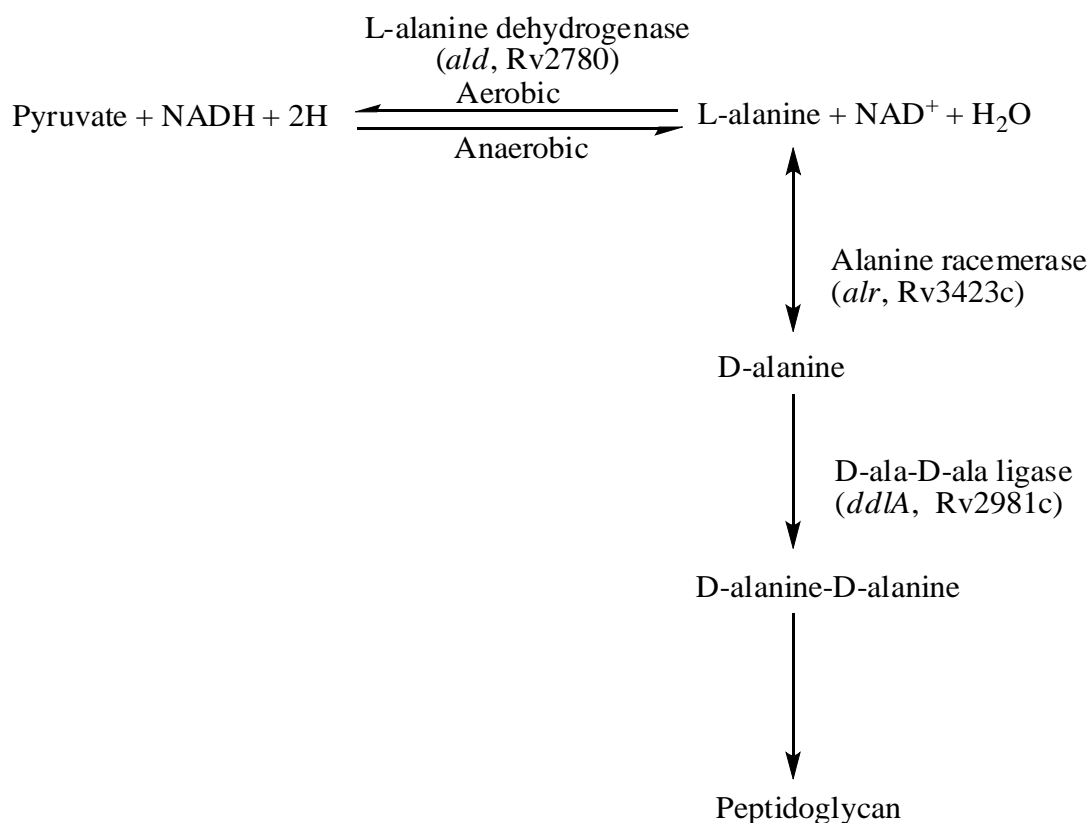 L-alanine dehydrogenase
(ald, Rv2780)
Aerobic
Pyruvate + NADH + 2H
L-alanine + NAD⁺ + H₂O
Anaerobic
Alanine racemerase
(alr, Rv3423c)
D-alanine
D-ala-D-ala ligase
(ddlA, Rv2981c)
D-alanine-D-alanine
Peptidoglycan